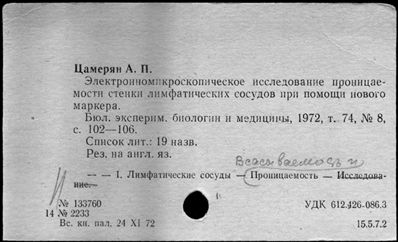 Цамерян А. П.
Электронномикроскопическое исследование проницае-
мости стенки лимфатических сосудов при помощи нового
маркера.
Бюл. эксперим. биологии и медицины, 1972, т. 74, № 8,
с. 102—106.
Список лит.: 19 назв.
Рез. на англ. яз.
Всасываемость и
— — 1. Лимфатические сосуды — Проницаемость — Исследова-
ние.
№ 133760
УДК 612.426-086.3
14 № 2233
Вс. кн. пал. 24 XI 72
15.5.7.2